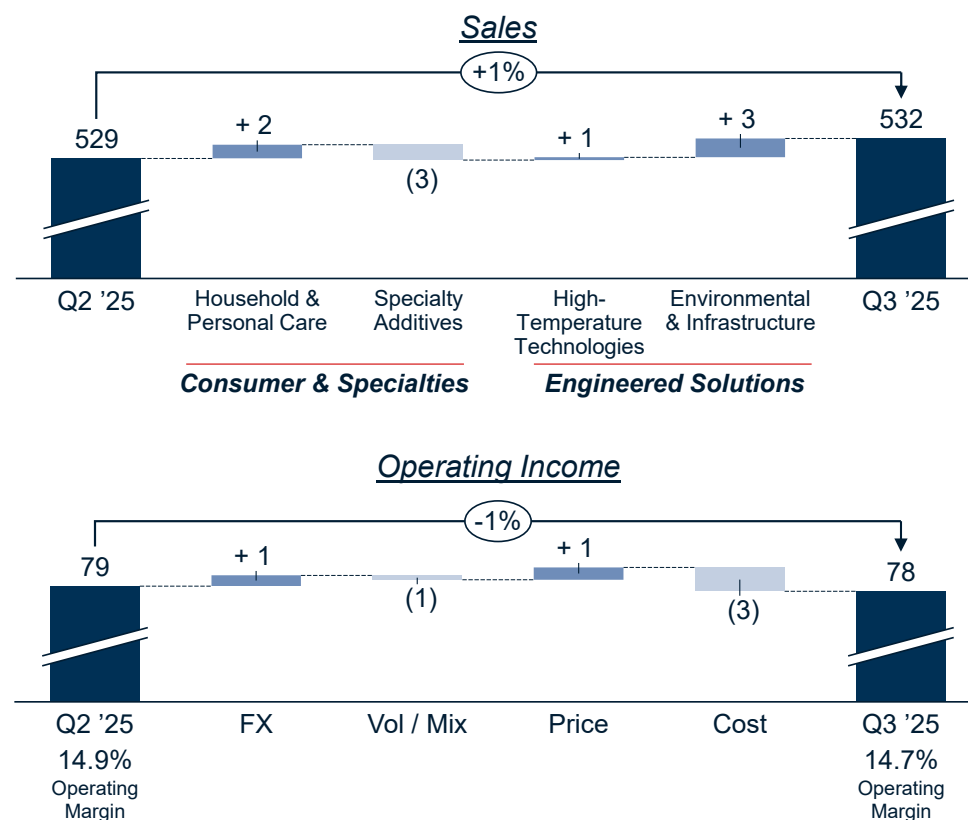 Sales
+1%
529
+ 2
(3)
+ 1
+ 3
532
Q2 ’25
Household &
Personal Care
Specialty
Additives
High-
Temperature
Technologies
Environmental
& Infrastructure
Q3 ’25
Consumer & Specialties
Engineered Solutions
Operating Income
-1%
79
+ 1
(1)
+ 1
(3)
78
Q2 ’25
FX
Vol / Mix
Price
Cost
Q3 ’25
14.9%
Operating
Margin
14.7%
Operating
Margin